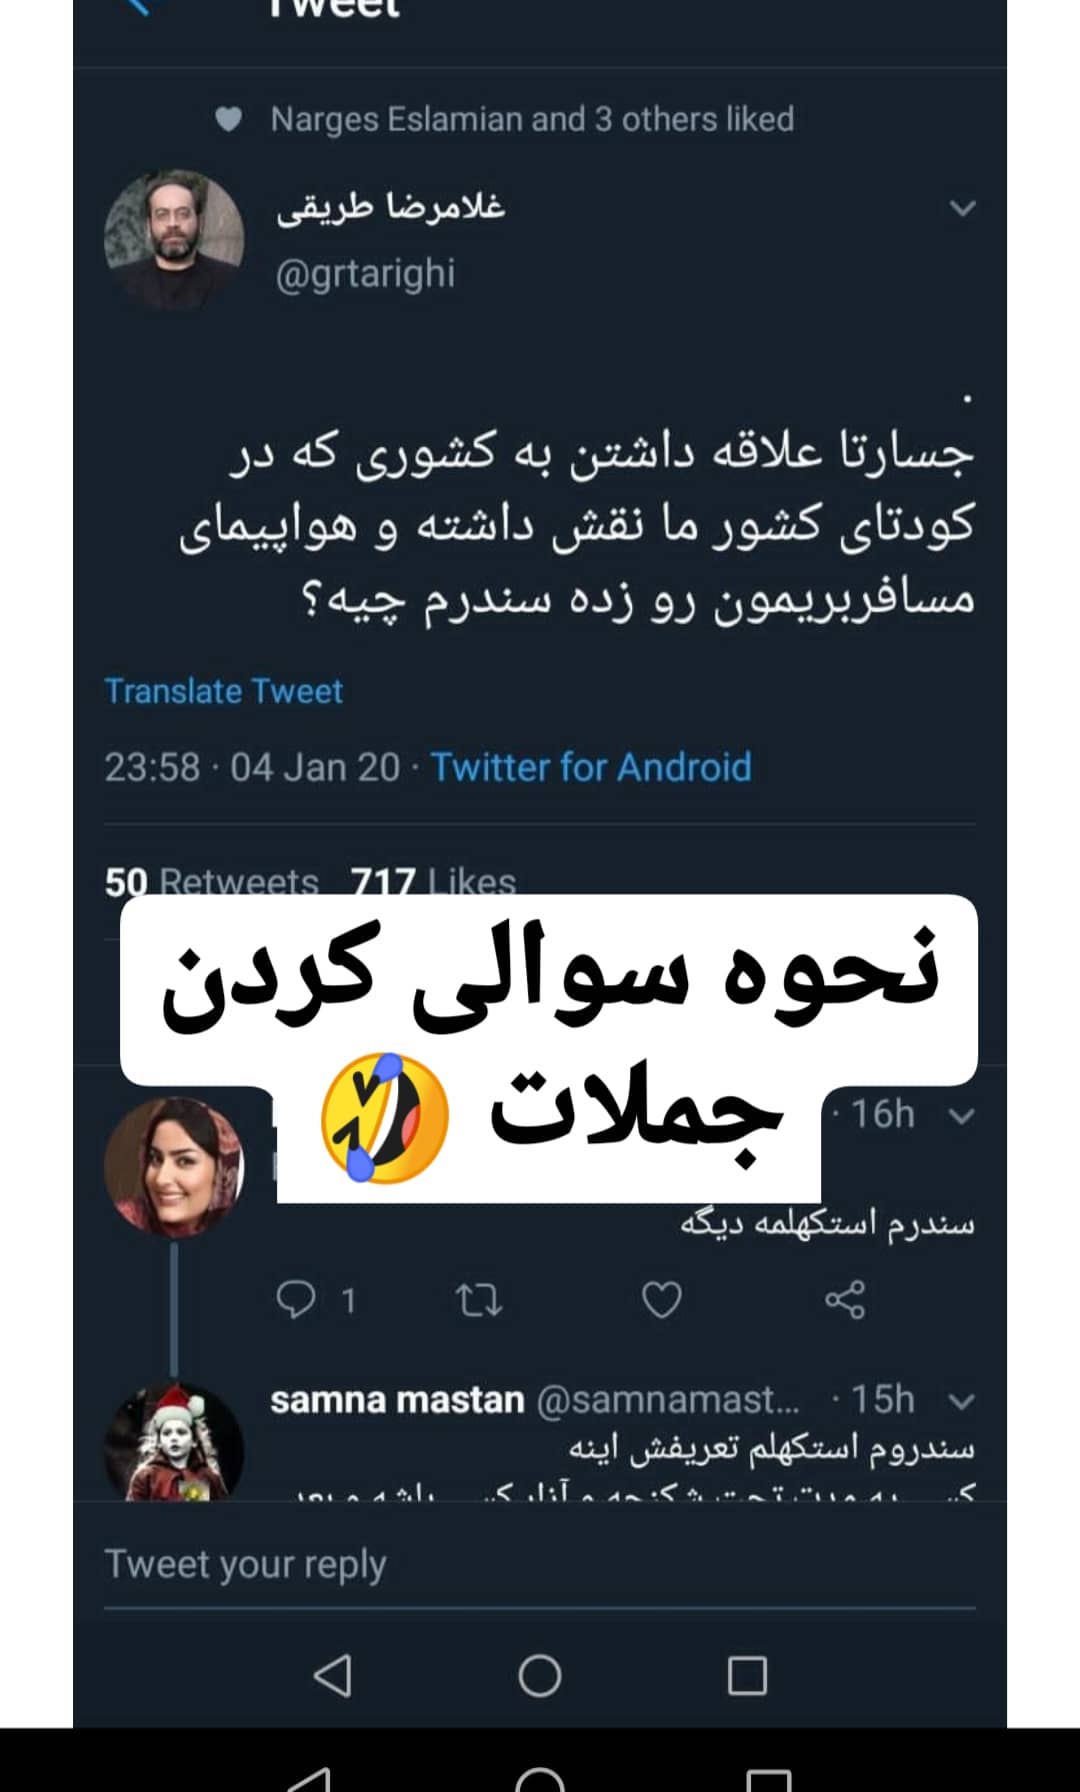 Tweet
Narges Eslamian and 3 others liked
غلامرضا طریقی
@grtarighi
.
جسارتا علاقه داشتن به کشوری که در
کودتای کشور ما نقش داشته و هواپیمای
مسافربریمون رو زده سندرم چیه؟
Translate Tweet
23:58 · 04 Jan 20 · Twitter for Android
50 Retweets 717 Likes
نحوه سوالی کردن
جملات 🤣
· 16h
سندرم استکهلمه دیگه
1
samna mastan @samnamast... · 15h
سندروم استکهلم تعریفش اینه
Tweet your reply